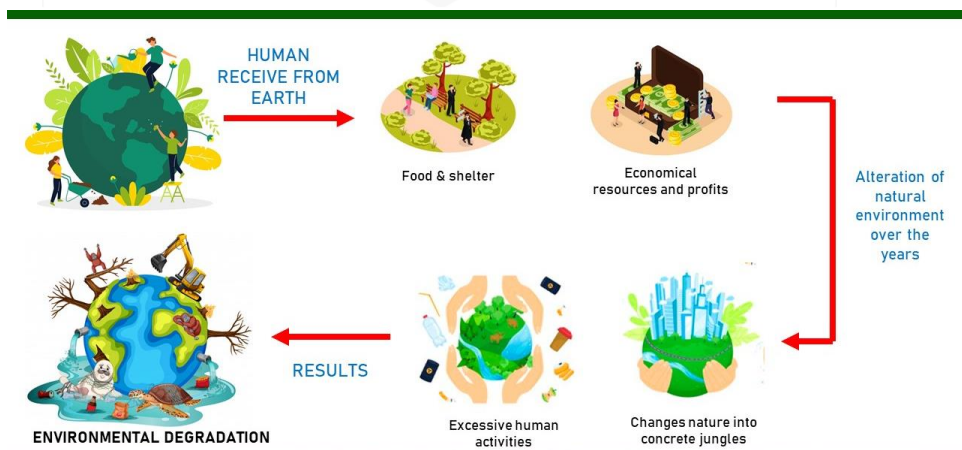 HUMAN
RECEIVE FROM
EARTH
Food & shelter
Economical
resources and profits
Alteration of
natural
environment
over the
years
Changes nature into
concrete jungles
Excessive human
activities
RESULTS
ENVIRONMENTAL DEGRADATION